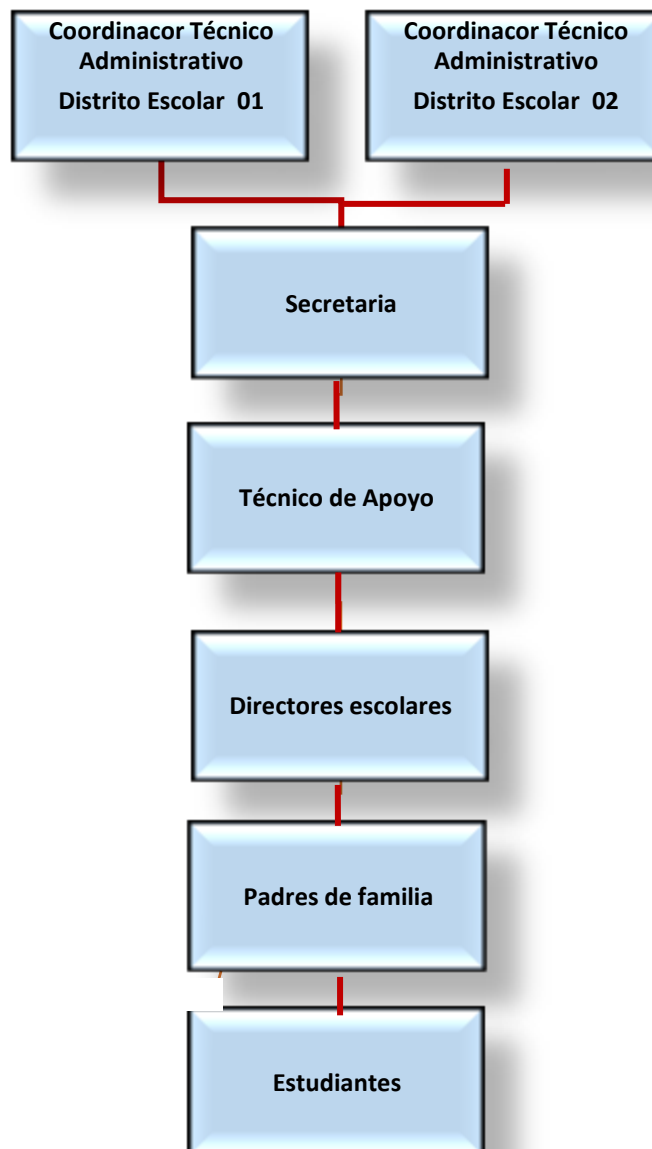 Coordinacor Técnico
Administrativo
Distrito Escolar 01
Coordinacor Técnico
Administrativo
Distrito Escolar 02
Secretaria
Técnico de Apoyo
Directores escolares
Padres de familia
Estudiantes